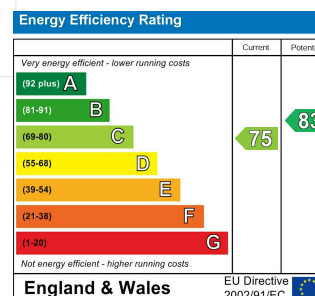 Energy Efficiency Rating
Current
Very energy efficient - lower running costs
(92 plus) A
(81-91) B
83
(69-80) C
75
(55-68) D
(39-54) E
(21-38) F
(1-20) G
Not energy efficient - higher running costs
England & Wales
EU Directive
2002/91/EC